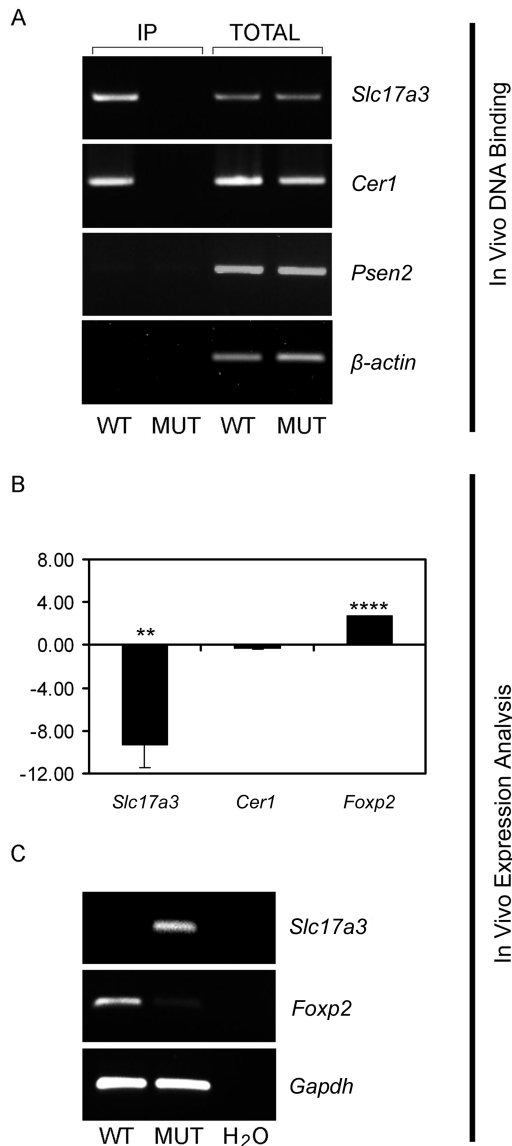 A
IP TOTAL
Slc17a3
Cer1
Psen2
β-actin
WT MUT WT MUT
In Vivo DNA Binding
B
8.00
4.00
0.00
-4.00
-8.00
-12.00
**
****
Slc17a3 Cer1 Foxp2
C
Slc17a3
Foxp2
Gapdh
WT MUT H₂O
In Vivo Expression Analysis